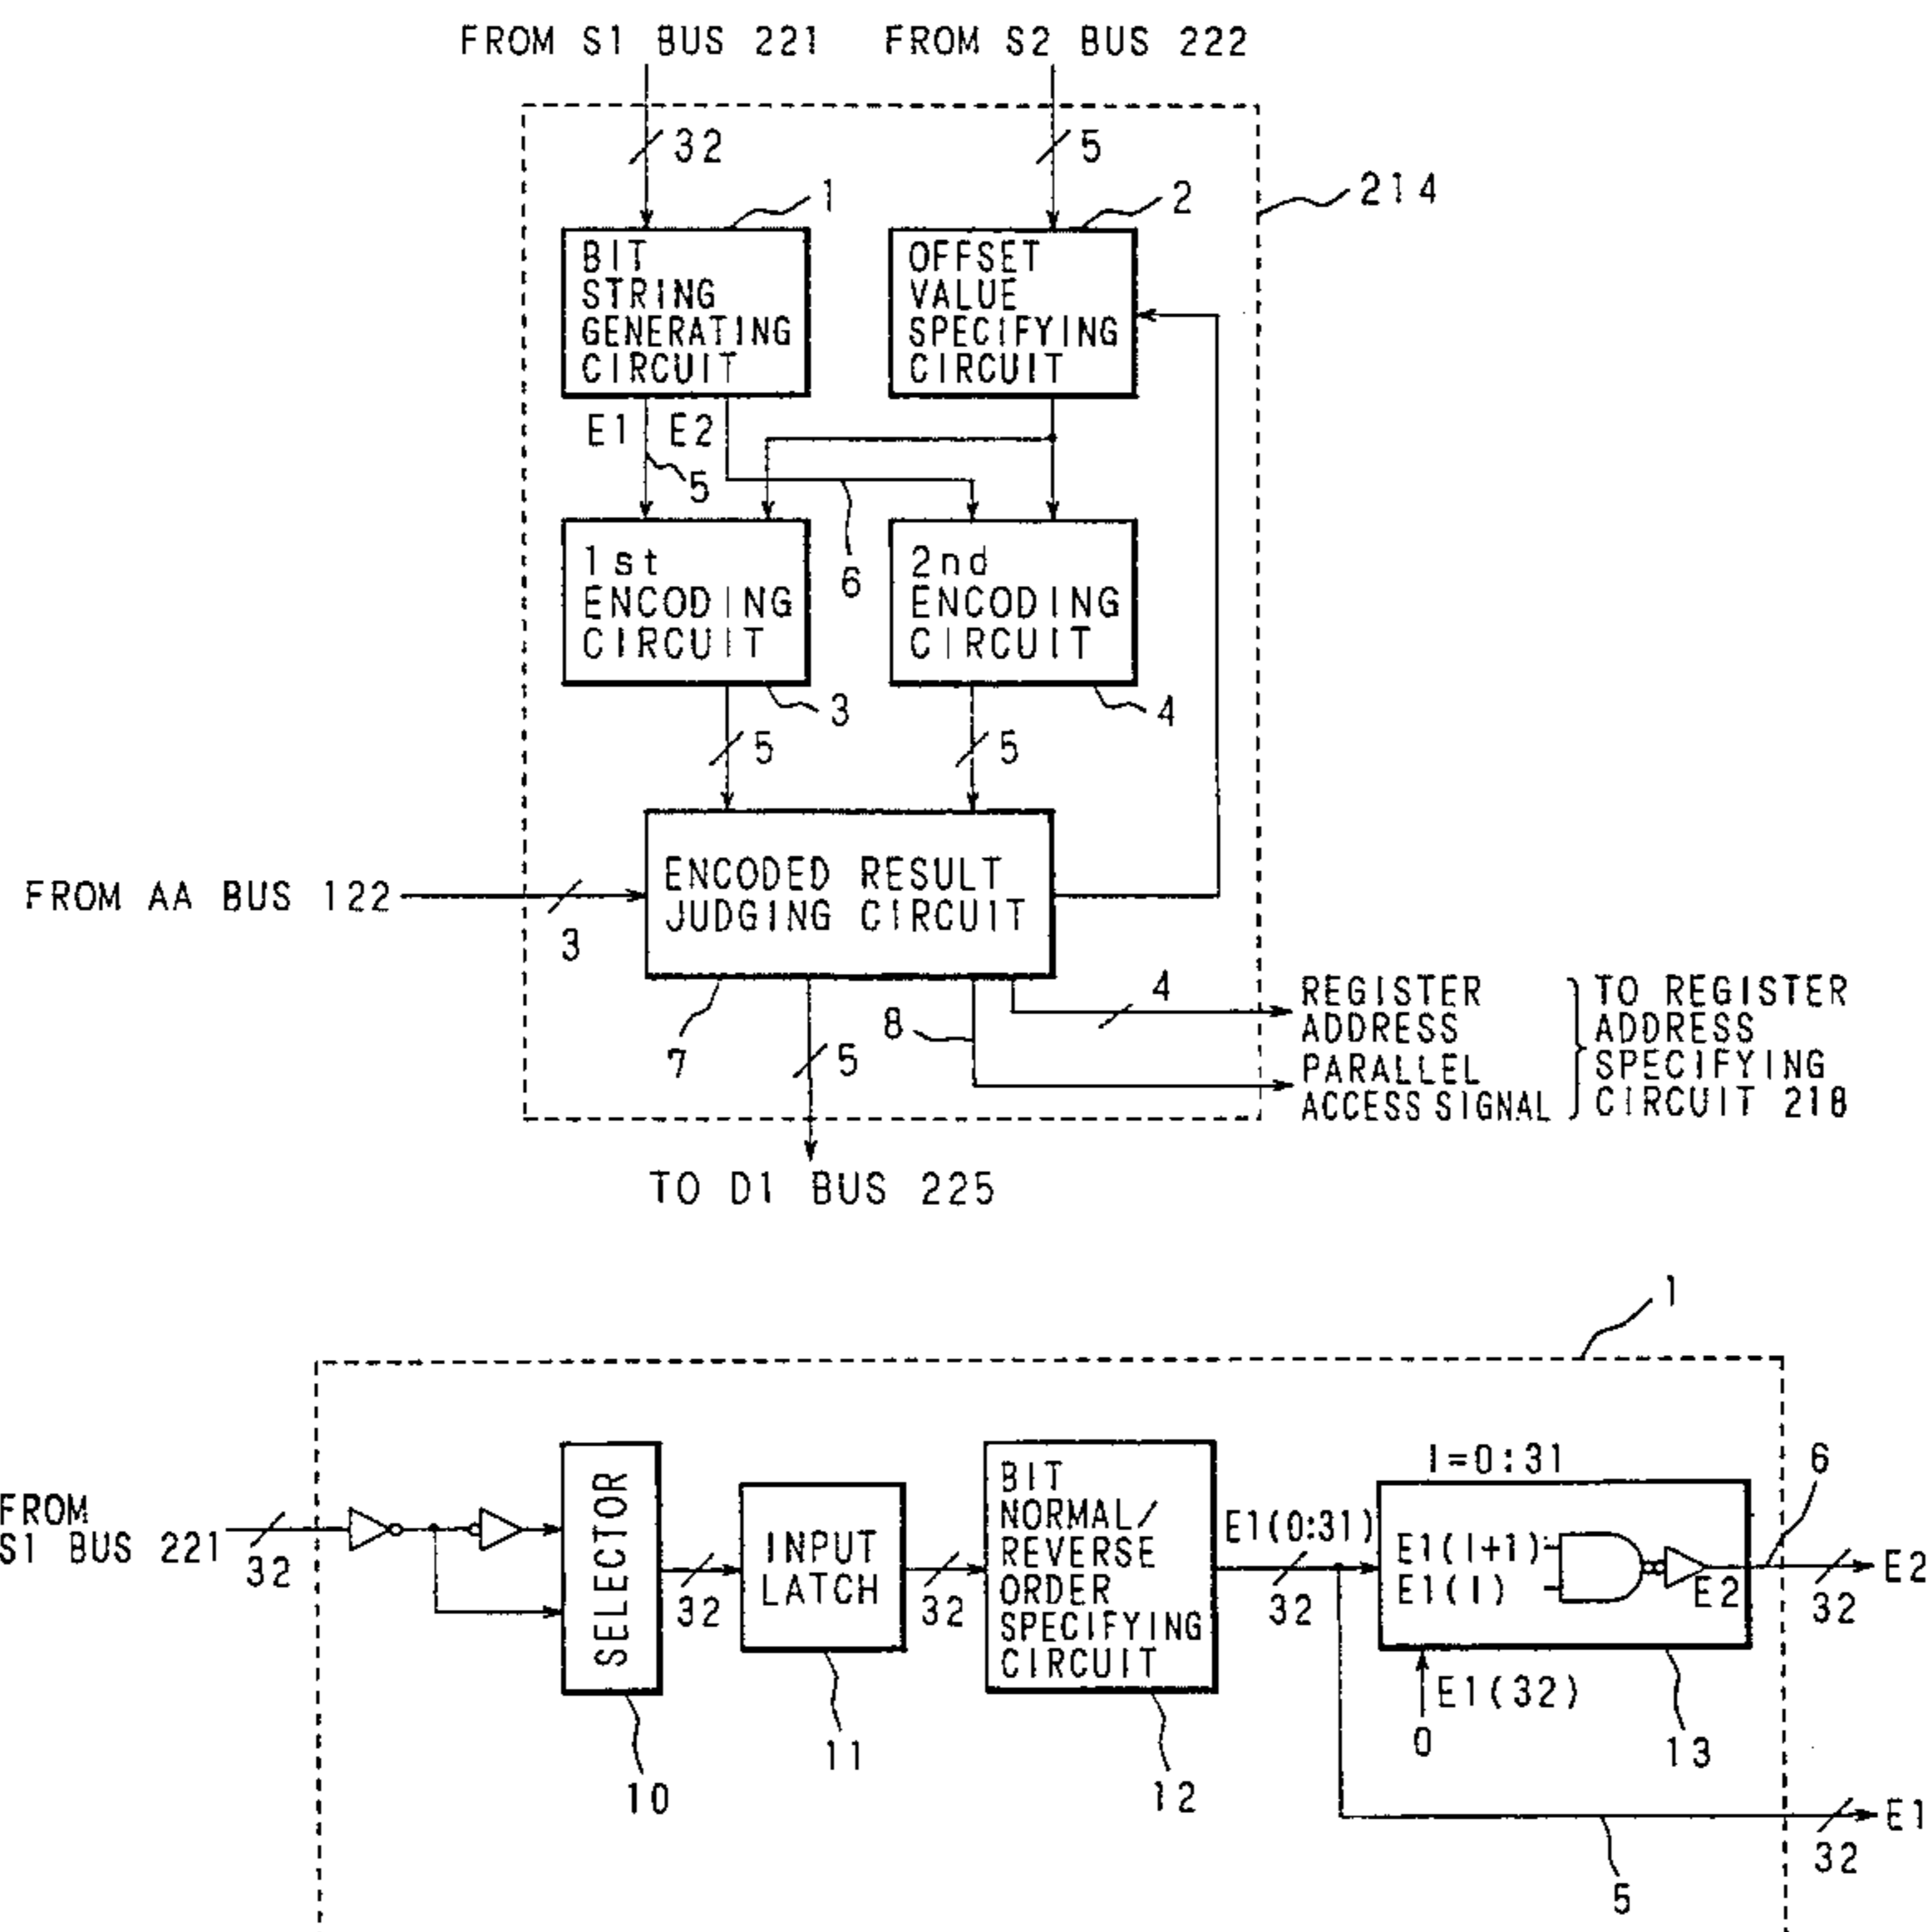 FROM S1 BUS 221
FROM S2 BUS 222
32
5
1
2
214
BIT
STRING
GENERATING
CIRCUIT
OFFSET
VALUE
SPECIFYING
CIRCUIT
E1
E2
5
6
1st
ENCODING
CIRCUIT
2nd
ENCODING
CIRCUIT
3
4
5
5
FROM AA BUS 122
3
ENCODED RESULT
JUDGING CIRCUIT
7
8
5
4
REGISTER
ADDRESS
PARALLEL
ACCESS SIGNAL
TO REGISTER
ADDRESS
SPECIFYING
CIRCUIT 218
TO D1 BUS 225
1
FROM
S1 BUS 221
32
SELECTOR
10
32
INPUT
LATCH
11
32
BIT
NORMAL/
REVERSE
ORDER
SPECIFYING
CIRCUIT
12
E1(0:31)
32
I=0:31
E1(I+1)
E1(I)
E2
0
E1(32)
13
6
32
E2
5
32
E1